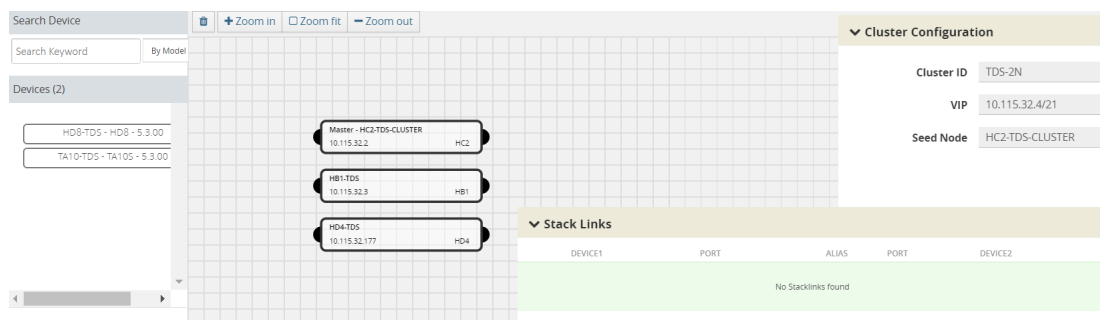 Search Device
Search Keyword
By Model
Devices (2)
HD8-TDS - HD8 - 5.3.00
TA10-TDS - TA10S - 5.3.00
Zoom in
Zoom fit
Zoom out
Master - HC2-TDS-CLUSTER
10.115.32.2 HC2
HB1-TDS
10.115.32.3 HB1
HD4-TDS
10.115.32.177 HD4
Cluster Configuration
Cluster ID TDS-2N
VIP 10.115.32.4/21
Seed Node HC2-TDS-CLUSTER
Stack Links
DEVICE1 PORT ALIAS PORT DEVICE2
No Stacklinks found